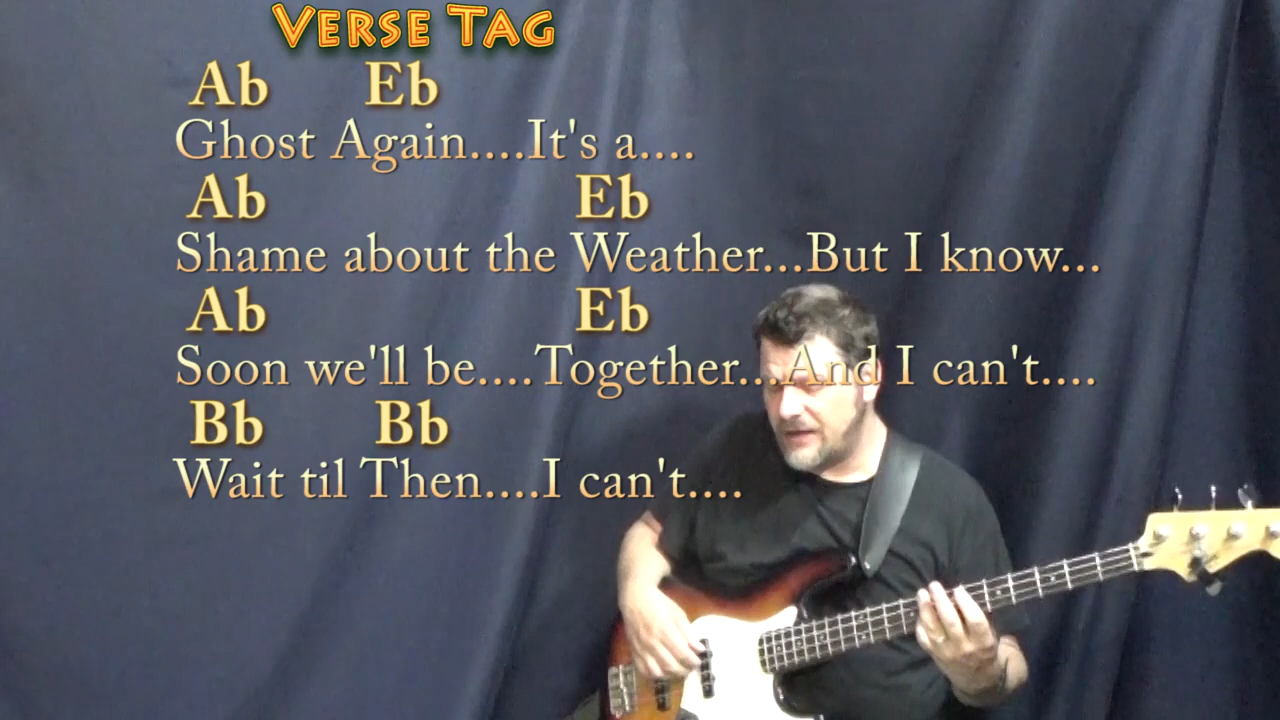 Verse Tag
Ab Eb
Ghost Again....It's a....
Ab Eb
Shame about the Weather...But I know...
Ab Eb
Soon we'll be....Together...And I can't....
Bb Bb
Wait til Then....I can't....